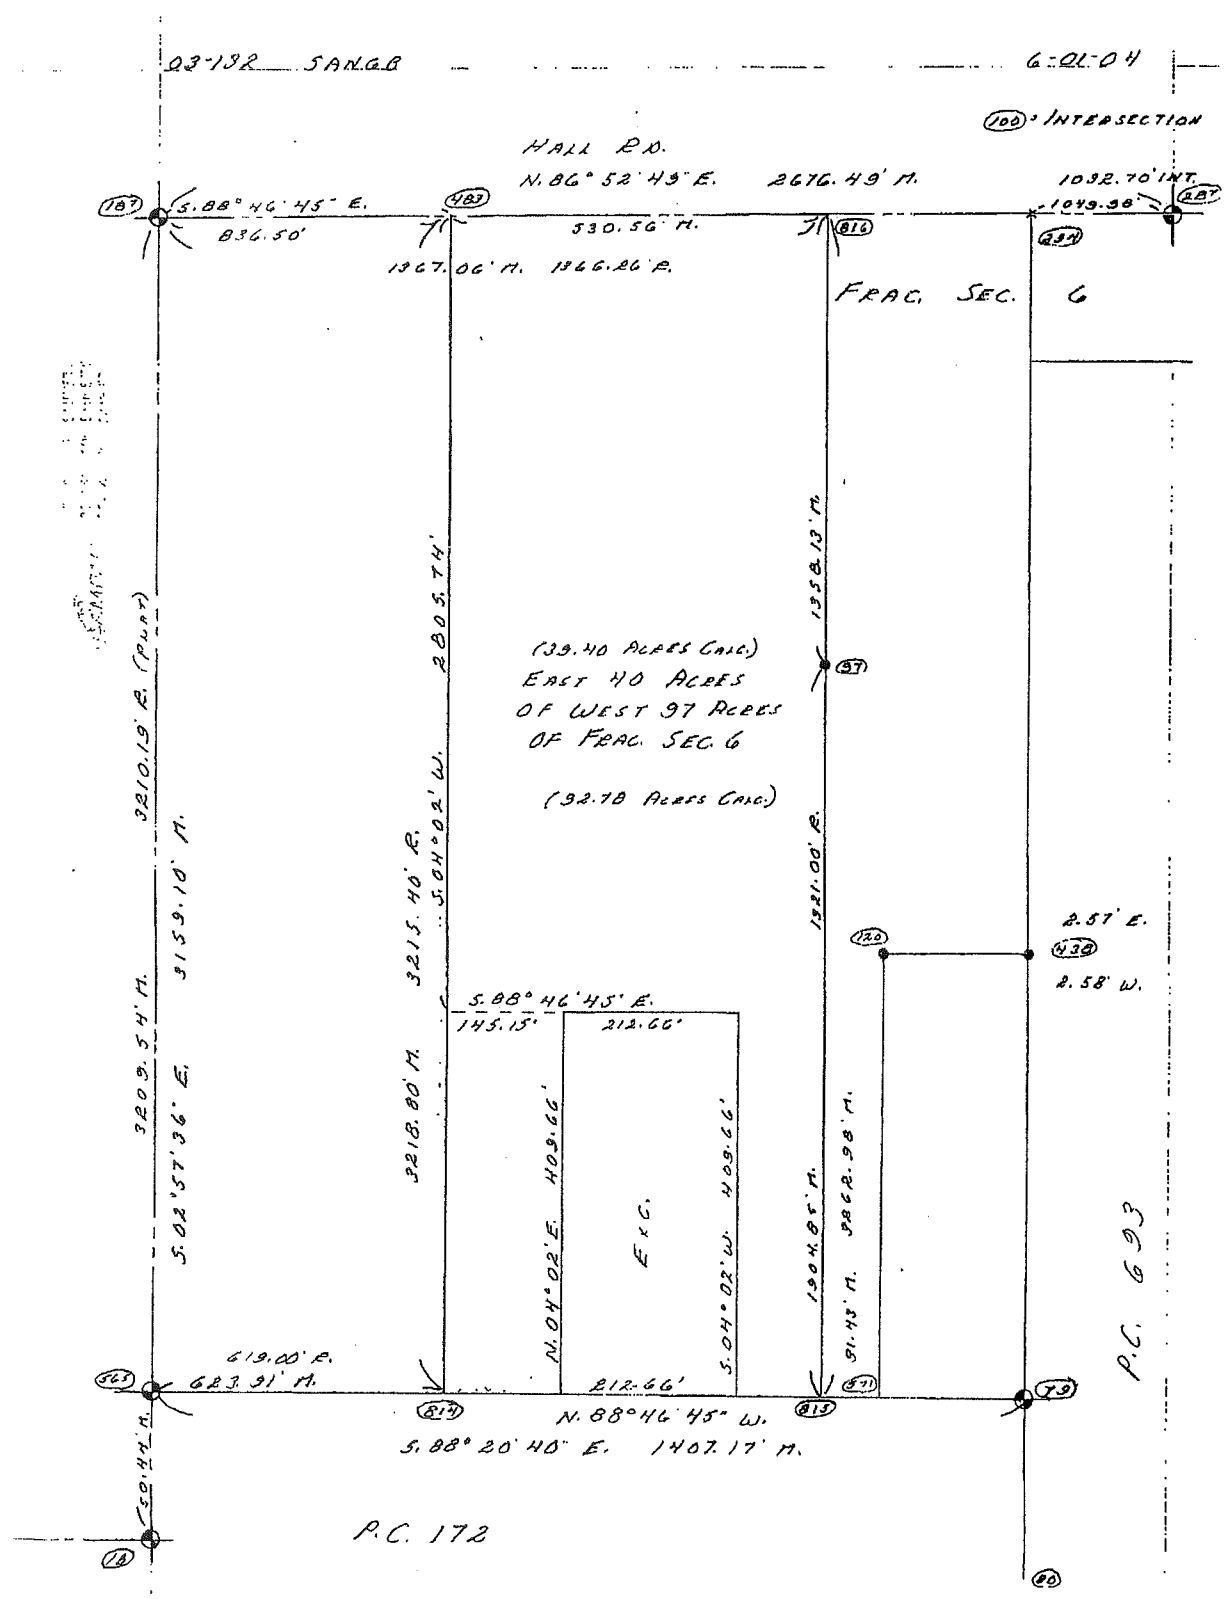 03-132 SANGB 6-01-04
100 = INTERSECTION
HALL RD.
N. 86° 52' 49" E. 2676.49' M.
1032.70' INT.
187
S. 88° 46' 45" E.
483
1049.98'
287
836.50'
530.56' M.
816
294
1367.06' M. 1366.26' R.
FRAC. SEC. 6
2805.74'
1358.13' M.
3210.19' R. (PLAT)
(39.40 ACRES CALC.)
EAST 40 ACRES
OF WEST 97 ACRES
OF FRAC. SEC. 6
97
(92.78 ACRES CALC.)
S. 04° 02' W.
3215.40' R.
3159.10' M.
1921.00' R.
2.57' E.
120
438
2.58' W.
S. 88° 46' 45" E.
145.15'
212.66'
3209.54' M.
S. 02° 57' 36" E.
3218.80' M.
N. 04° 02' E. 409.66'
EXC.
S. 04° 02' W. 409.66'
1904.85' M.
91.43' M. 3862.98' M.
P.C. 693
619.00' R.
565
623.91' M.
212.66'
571
79
814
N. 88° 46' 45" W.
815
S. 88° 20' 40" E. 1407.17' M.
50.44' M.
P.C. 172
18
80